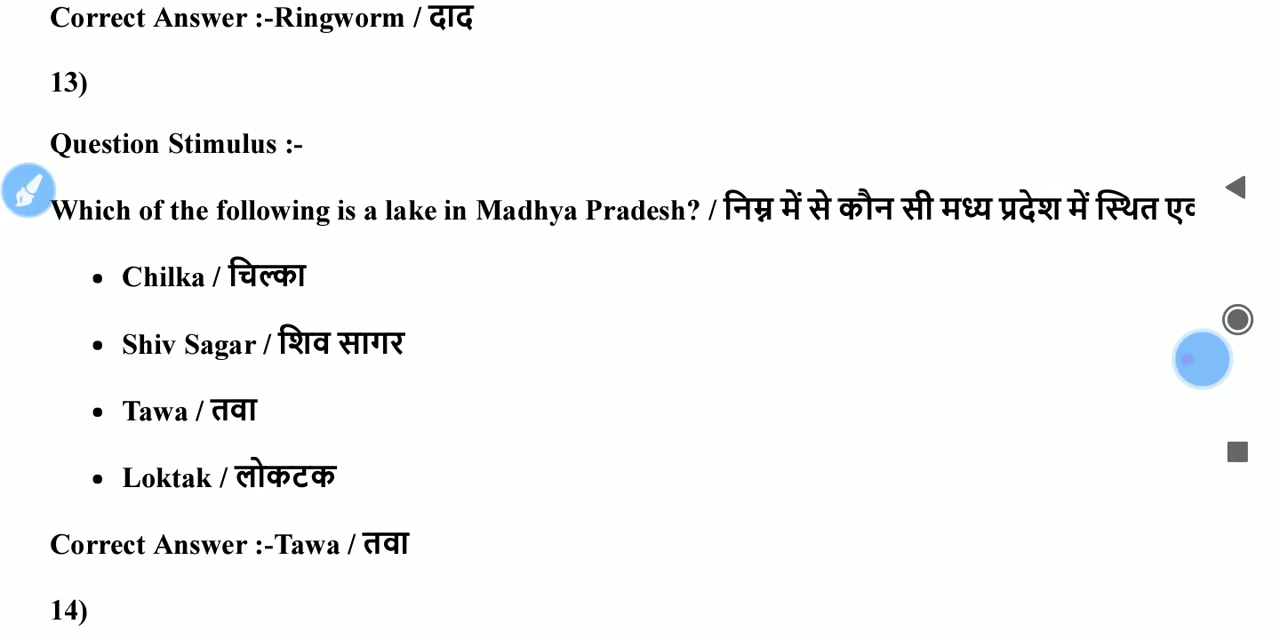 Correct Answer :-Ringworm / दाद
13)
Question Stimulus :-
Which of the following is a lake in Madhya Pradesh? / निम्न में से कौन सी मध्य प्रदेश में स्थित
Chilka / चिल्का
Shiv Sagar / शिव सागर
Tawa / तवा
Loktak / लोकटक
Correct Answer :-Tawa / तवा
14)